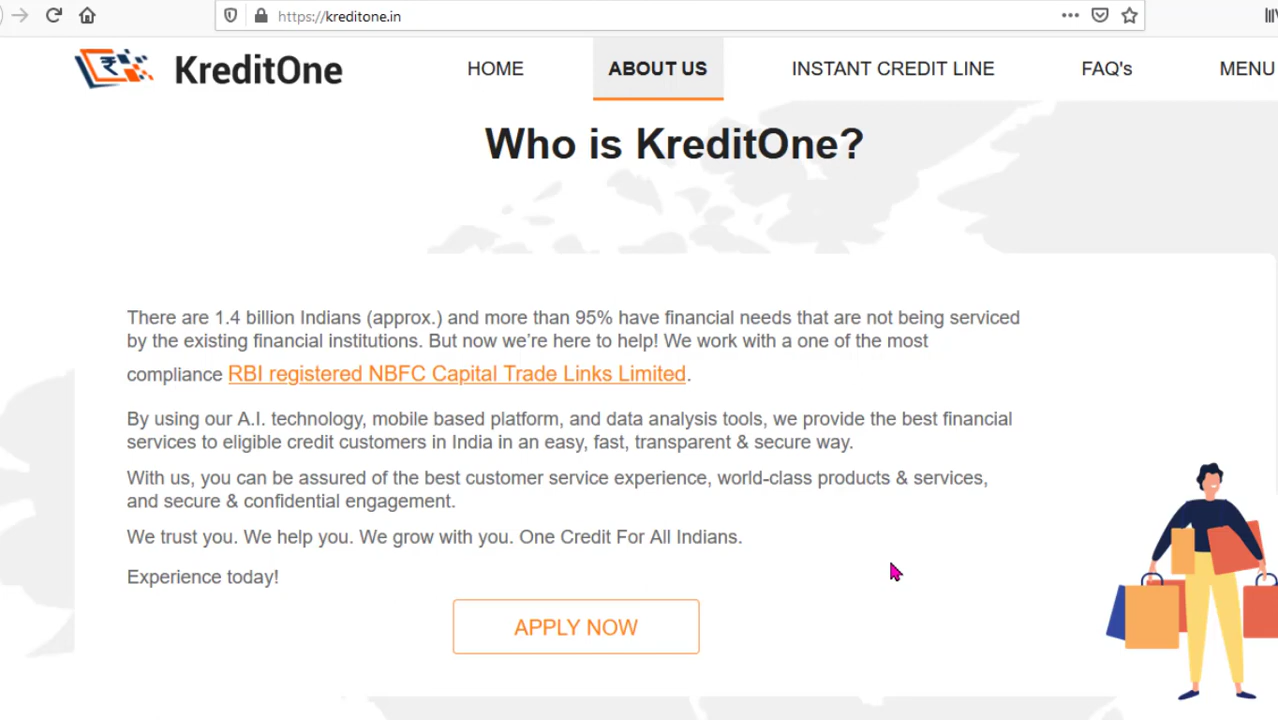 https://kreditone.in
KreditOne
HOME
ABOUT US
INSTANT CREDIT LINE
FAQ's
MENU
Who is KreditOne?
There are 1.4 billion Indians (approx.) and more than 95% have financial needs that are not being serviced
by the existing financial institutions. But now we’re here to help! We work with a one of the most
compliance RBI registered NBFC Capital Trade Links Limited.
By using our A.I. technology, mobile based platform, and data analysis tools, we provide the best financial
services to eligible credit customers in India in an easy, fast, transparent & secure way.
With us, you can be assured of the best customer service experience, world-class products & services,
and secure & confidential engagement.
We trust you. We help you. We grow with you. One Credit For All Indians.
Experience today!
APPLY NOW